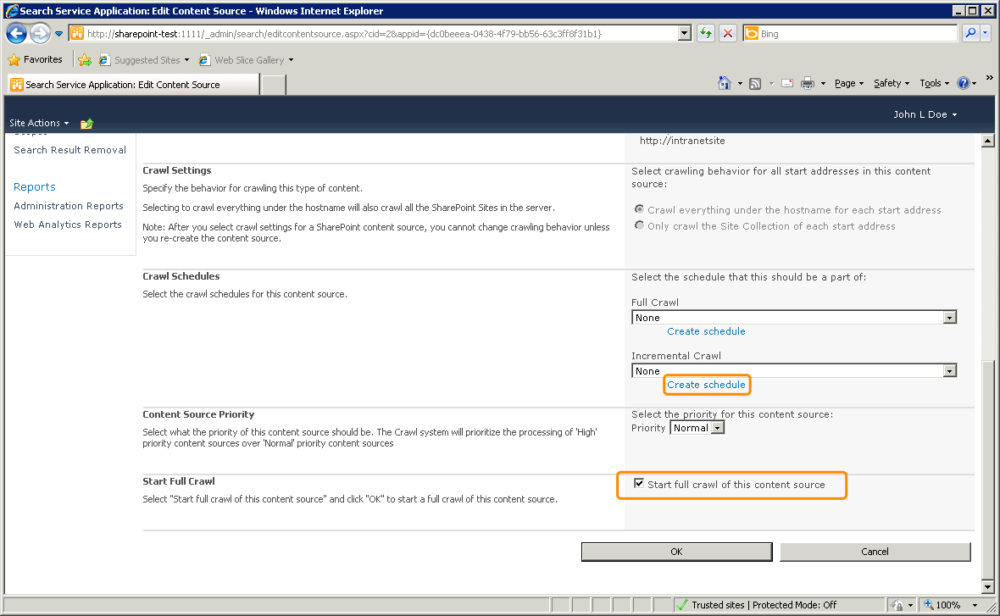 Search Service Application: Edit Content Source - Windows Internet Explorer
http://sharepoint-test:1111/_admin/search/editcontentsource.aspx?cid=2&appid={dc0beeea-0438-4f79-bb56-63c3ff8f31b1}
Bing
Favorites
Suggested Sites
Web Slice Gallery
Search Service Application: Edit Content Source
Page
Safety
Tools
»
Site Actions
John L Doe
Search Result Removal
Reports
Administration Reports
Web Analytics Reports
http://intranetsite
Crawl Settings
Specify the behavior for crawling this type of content.
Selecting to crawl everything under the hostname will also crawl all the SharePoint Sites in the server.
Note: After you select crawl settings for a SharePoint content source, you cannot change crawling behavior unless
you re-create the content source.
Select crawling behavior for all start addresses in this content
source:
Crawl everything under the hostname for each start address
Only crawl the Site Collection of each start address
Crawl Schedules
Select the crawl schedules for this content source.
Select the schedule that this should be a part of:
Full Crawl
None
Create schedule
Incremental Crawl
None
Create schedule
Content Source Priority
Select what the priority of this content source should be. The Crawl system will prioritize the processing of 'High'
priority content sources over 'Normal' priority content sources
Select the priority for this content source:
Priority Normal
Start Full Crawl
Select "Start full crawl of this content source" and click "OK" to start a full crawl of this content source.
Start full crawl of this content source
OK
Cancel
Trusted sites | Protected Mode: Off
100%